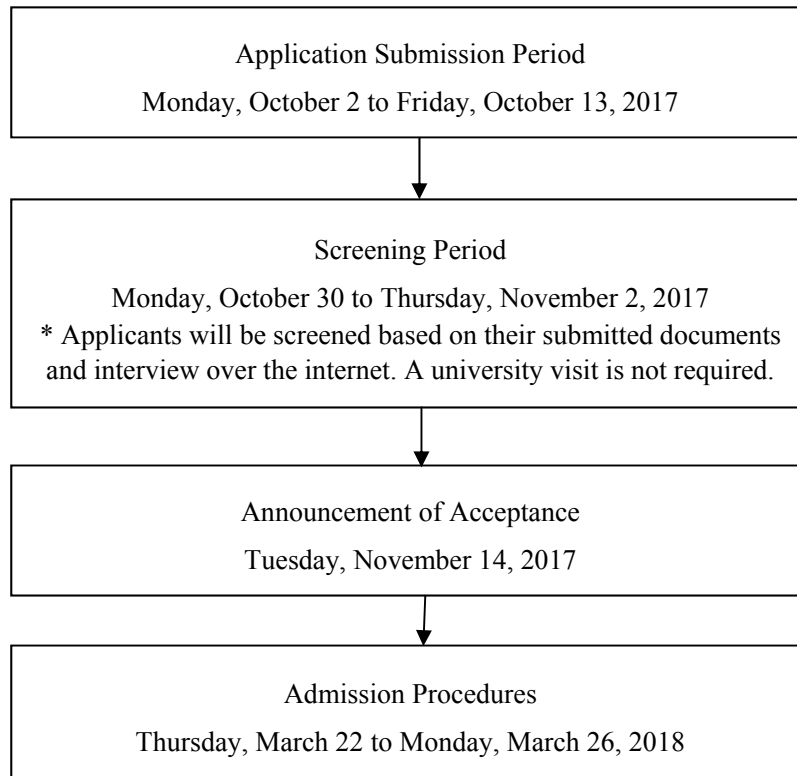 Application Submission Period
Monday, October 2 to Friday, October 13, 2017
Screening Period
Monday, October 30 to Thursday, November 2, 2017
* Applicants will be screened based on their submitted documents
and interview over the internet. A university visit is not required.
Announcement of Acceptance
Tuesday, November 14, 2017
Admission Procedures
Thursday, March 22 to Monday, March 26, 2018